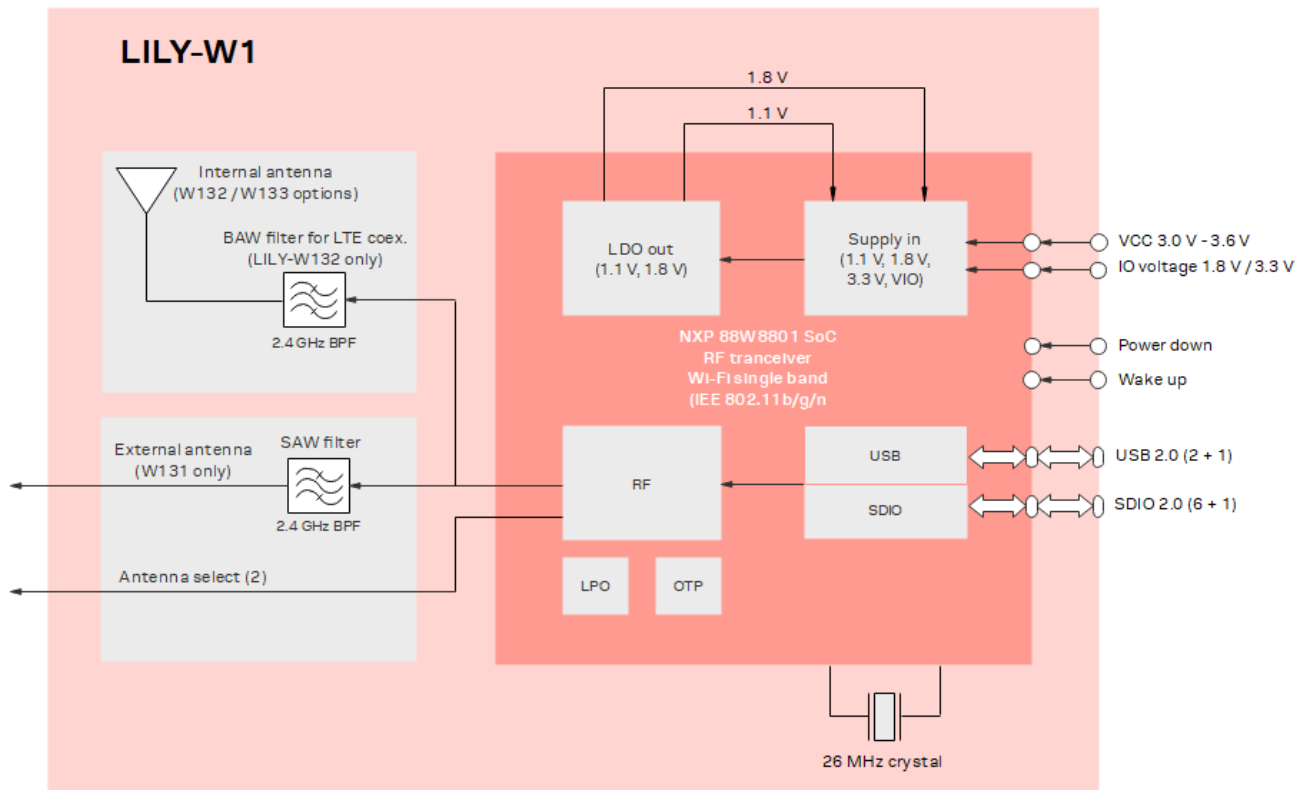 LILY-W1
1.8 V
1.1 V
Internal antenna
(W132 / W133 options)
BAW filter for LTE coex.
(LILY-W132 only)
2.4 GHz BPF
LDO out
(1.1 V, 1.8 V)
Supply in
(1.1 V, 1.8 V,
3.3 V, VIO)
VCC 3.0 V - 3.6 V
IO voltage 1.8 V / 3.3 V
NXP 88W8801 SoC
RF tranceiver
Wi-Fi single band
(IEE 802.11b/g/n
Power down
Wake up
External antenna
(W131 only)
SAW filter
2.4 GHz BPF
Antenna select (2)
RF
USB
SDIO
USB 2.0 (2 + 1)
SDIO 2.0 (6 + 1)
LPO
OTP
26 MHz crystal